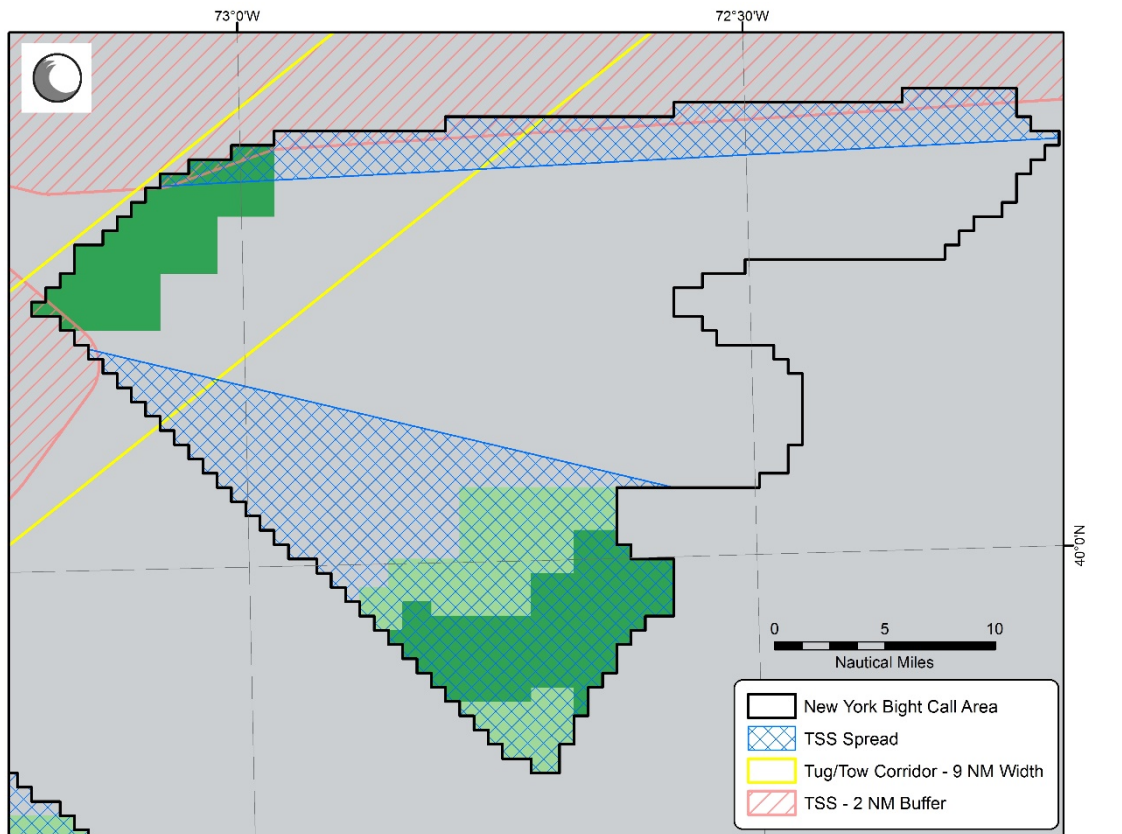 73°0'W
72°30'W
40°0'N
0 5 10
Nautical Miles
New York Bight Call Area
TSS Spread
Tug/Tow Corridor - 9 NM Width
TSS - 2 NM Buffer